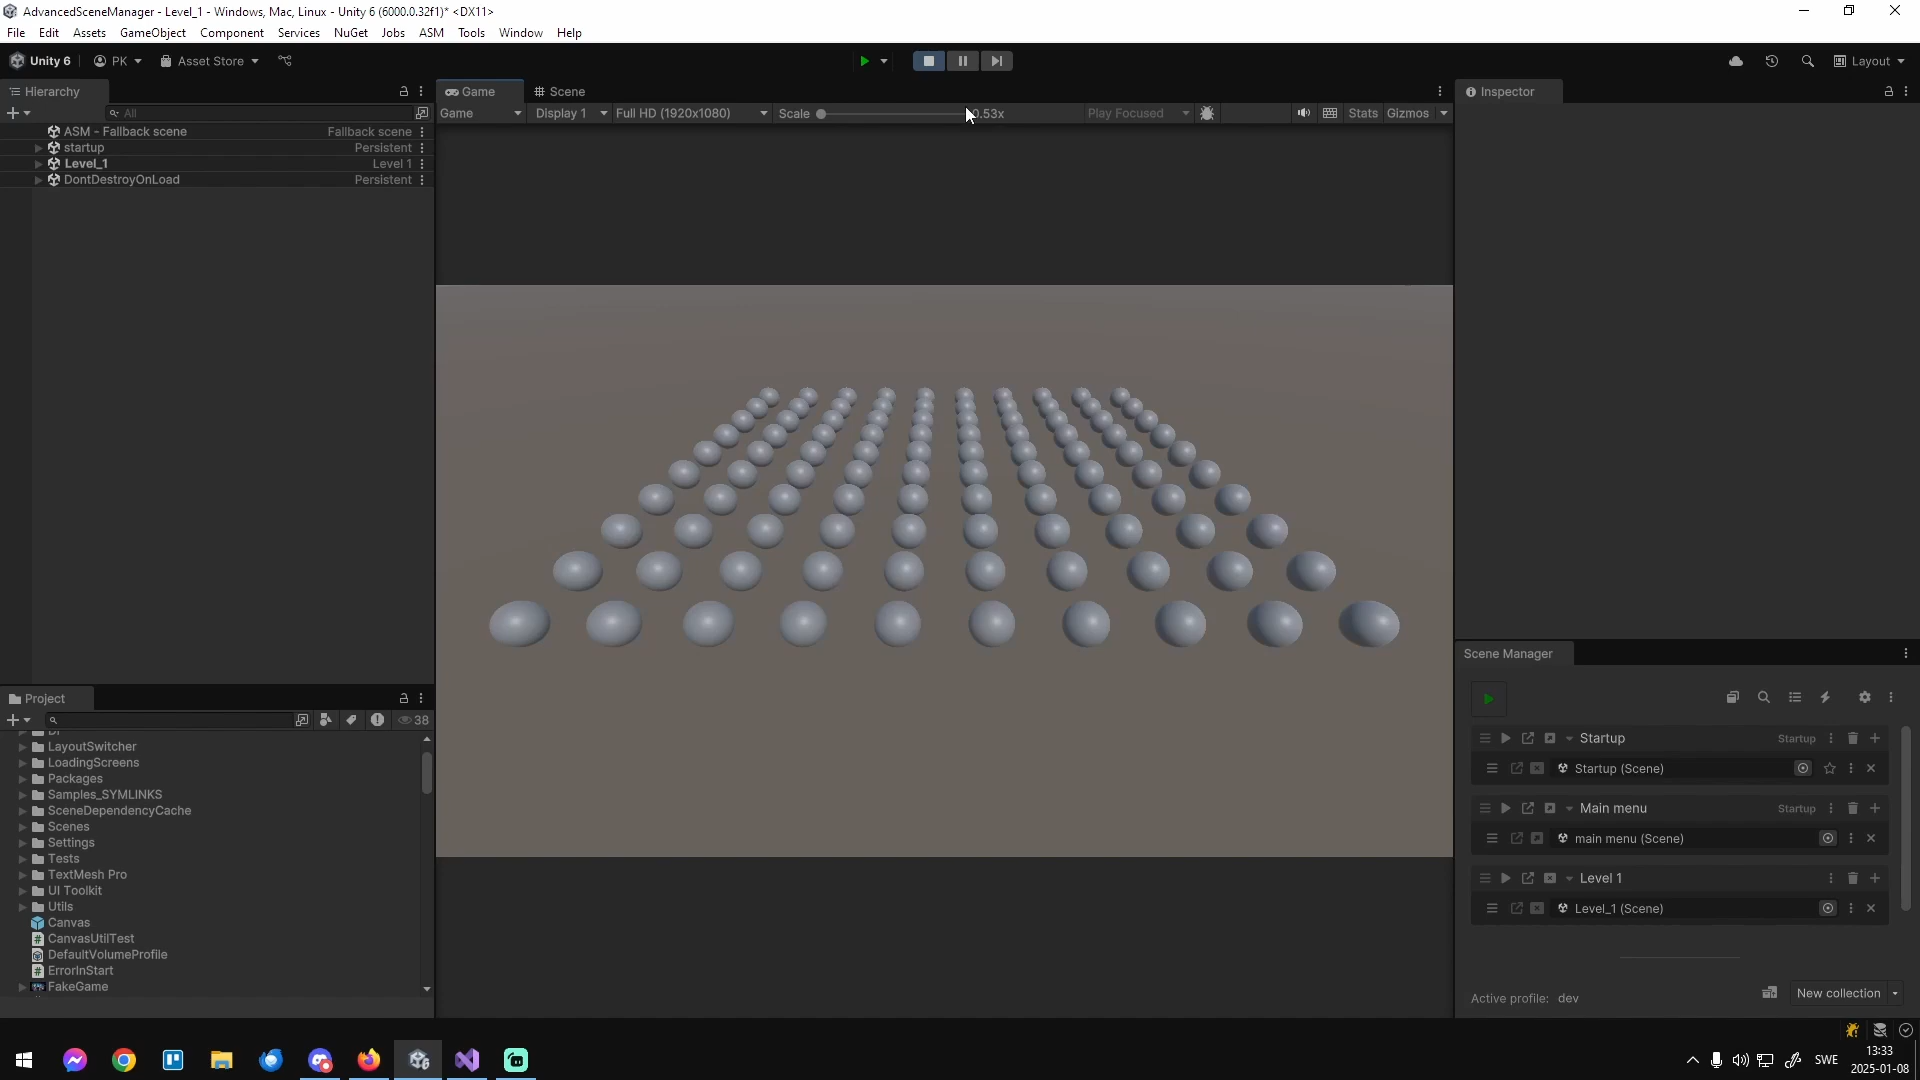 AdvancedSceneManager - Level_1 - Windows, Mac, Linux - Unity 6 (6000.0.32f1)* <DX11>
File Edit Assets GameObject Component Services NuGet Jobs ASM Tools Window Help
Unity 6 PK Asset Store Layout
Hierarchy Game Scene Inspector
All Game Display 1 Full HD (1920x1080) Scale 0.53x Play Focused Stats Gizmos
ASM - Fallback scene Fallback scene
startup Persistent
Level_1 Level 1
DontDestroyOnLoad Persistent
Scene Manager
Startup Startup
Startup (Scene)
Main menu Startup
main menu (Scene)
Level 1
Level_1 (Scene)
Active profile: dev New collection
Project
38
LayoutSwitcher
LoadingScreens
Packages
Samples_SYMLINKS
SceneDependencyCache
Scenes
Settings
Tests
TextMesh Pro
UI Toolkit
Utils
Canvas
CanvasUtilTest
DefaultVolumeProfile
ErrorInStart
FakeGame
SWE
13:33
2025-01-08